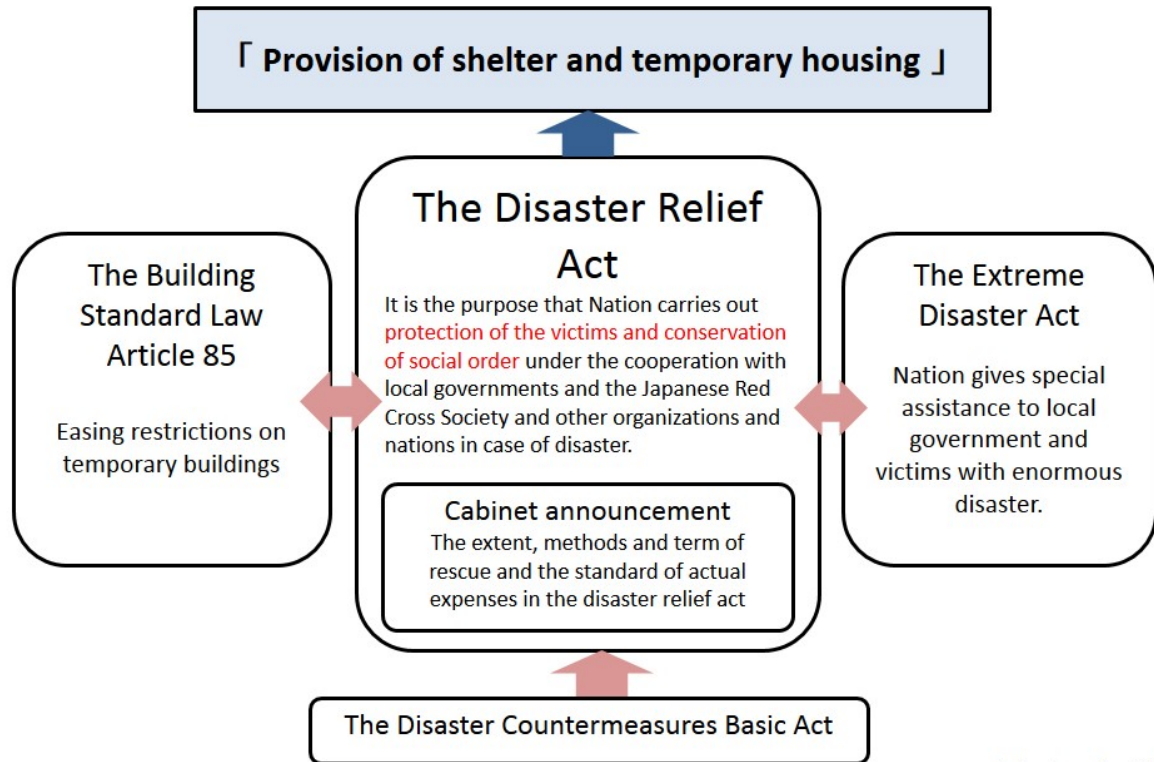 「 Provision of shelter and temporary housing 」
The Disaster Relief
Act
It is the purpose that Nation carries out
protection of the victims and conservation
of social order under the cooperation with
local governments and the Japanese Red
Cross Society and other organizations and
nations in case of disaster.
Cabinet announcement
The extent, methods and term of
rescue and the standard of actual
expenses in the disaster relief act
The Building
Standard Law
Article 85
Easing restrictions on
temporary buildings
The Extreme
Disaster Act
Nation gives special
assistance to local
government and
victims with enormous
disaster.
The Disaster Countermeasures Basic Act